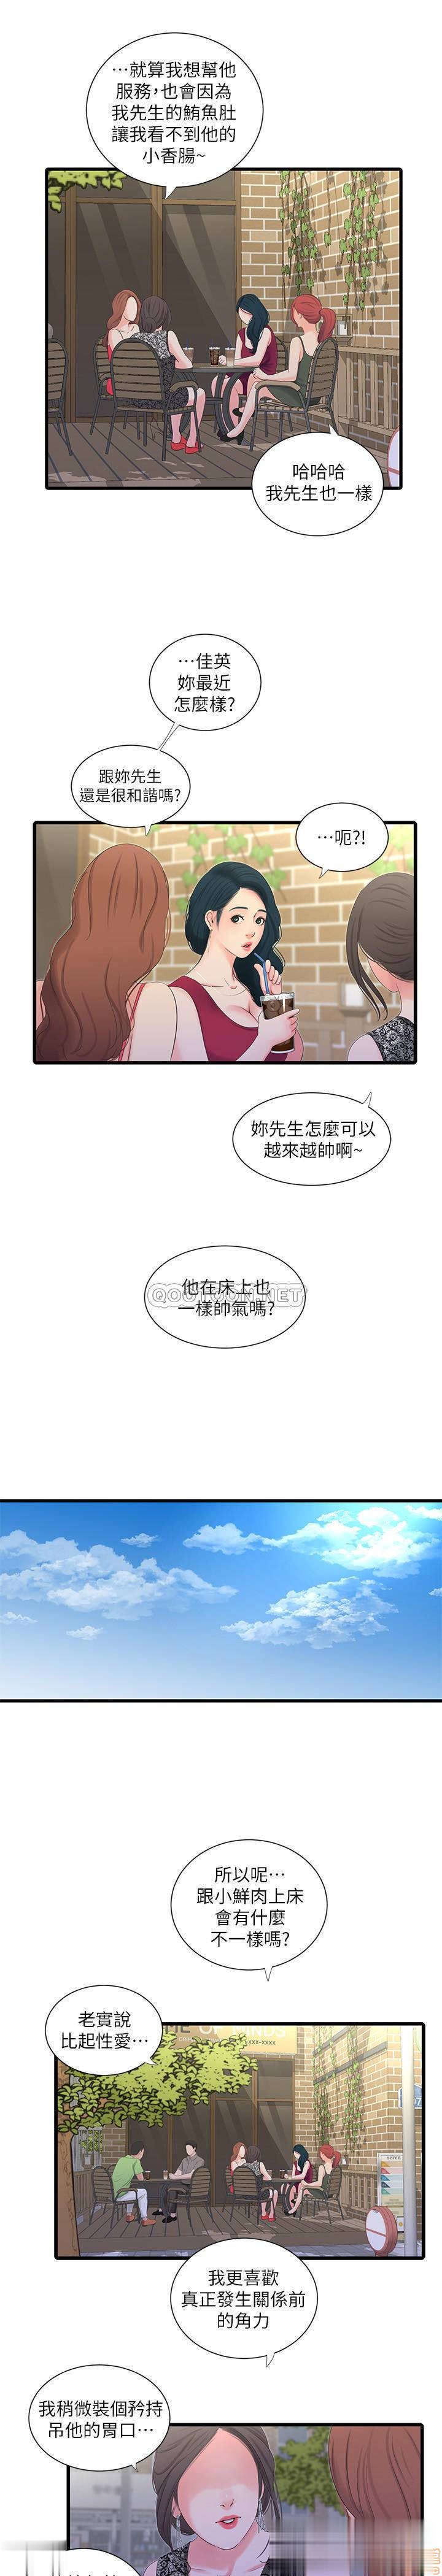 …就算我想幫他
服務，也會因為
我先生的鮪魚肚
讓我看不到他的
小香腸~
哈哈哈
我先生也一樣
…佳英
妳最近
怎麼樣?
跟妳先生
還是很和諧嗎?
…呃?!
妳先生怎麼可以
越來越帥啊~
他在床上也
一樣帥氣嗎?
QOOTOON.NET
所以呢…
跟小鮮肉上床
會有什麼
不一樣嗎?
老實說
比起性愛…
xxx-xxxx
我更喜歡
真正發生關係前
的角力
我稍微裝個矜持
吊他的胃口…